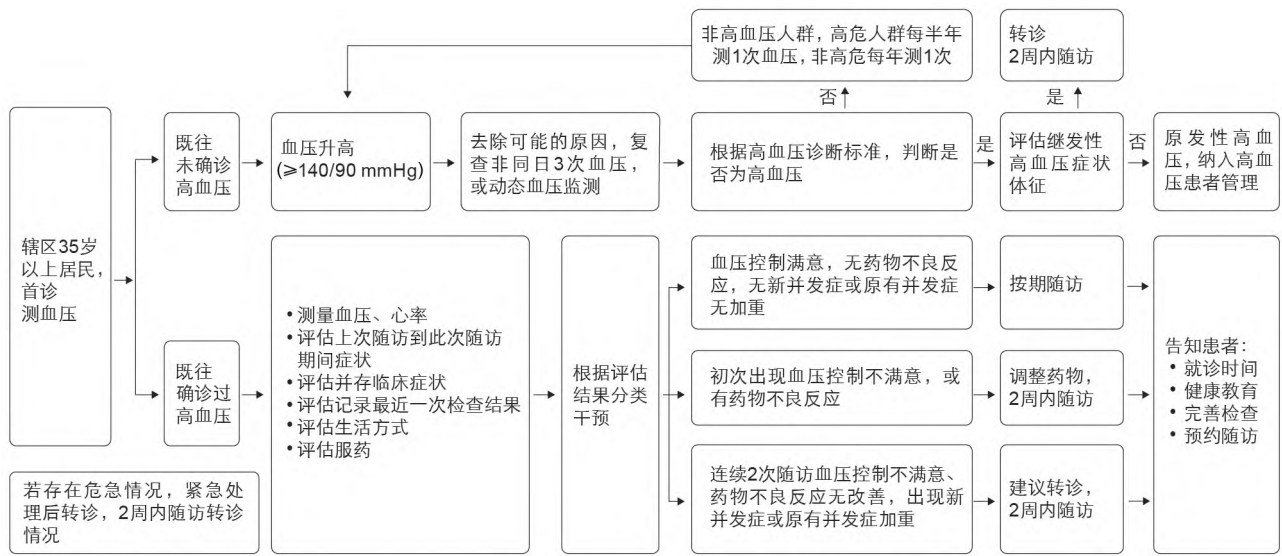 非高血压人群，高危人群每半年
测1次血压，非高危每年测1次
转诊
2周内随访
否
是
既往
未确诊
高血压
血压升高
(≥140/90 mmHg)
去除可能的原因，复
查非同日3次血压，
或动态血压监测
根据高血压诊断标准，判断是
否为高血压
是
评估继发性
高血压症状
体征
否
原发性高血
压，纳入高血
压患者管理
辖区35岁
以上居民，
首诊
测血压
既往
确诊过
高血压
•测量血压、心率
•评估上次随访到此次随访
期间症状
•评估并存临床症状
•评估记录最近一次检查结果
•评估生活方式
•评估服药
根据评估
结果分类
干预
血压控制满意，无药物不良反
应，无新并发症或原有并发症
无加重
按期随访
初次出现血压控制不满意，或
有药物不良反应
调整药物，
2周内随访
连续2次随访血压控制不满意、
药物不良反应无改善，出现新
并发症或原有并发症加重
建议转诊，
2周内随访
告知患者：
• 就诊时间
• 健康教育
• 完善检查
• 预约随访
若存在危急情况，紧急处
理后转诊，2周内随访转诊
情况